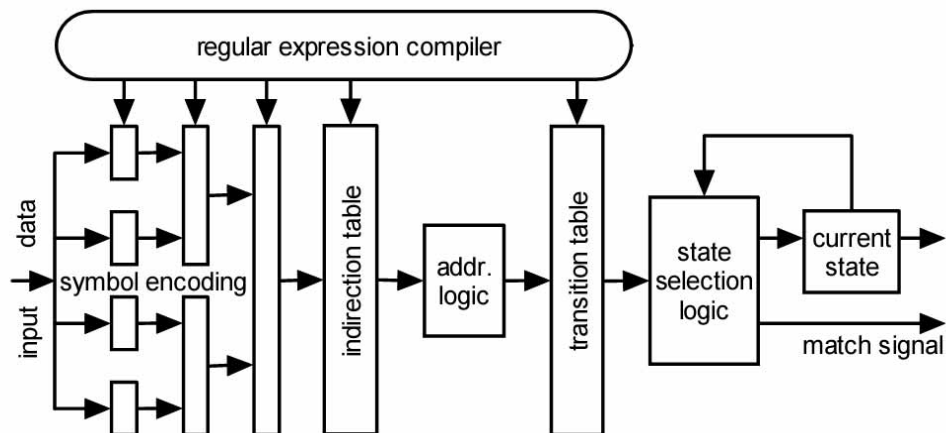 regular expression compiler
input data
symbol encoding
indirection table
addr.
logic
transition table
state
selection
logic
current
state
match signal